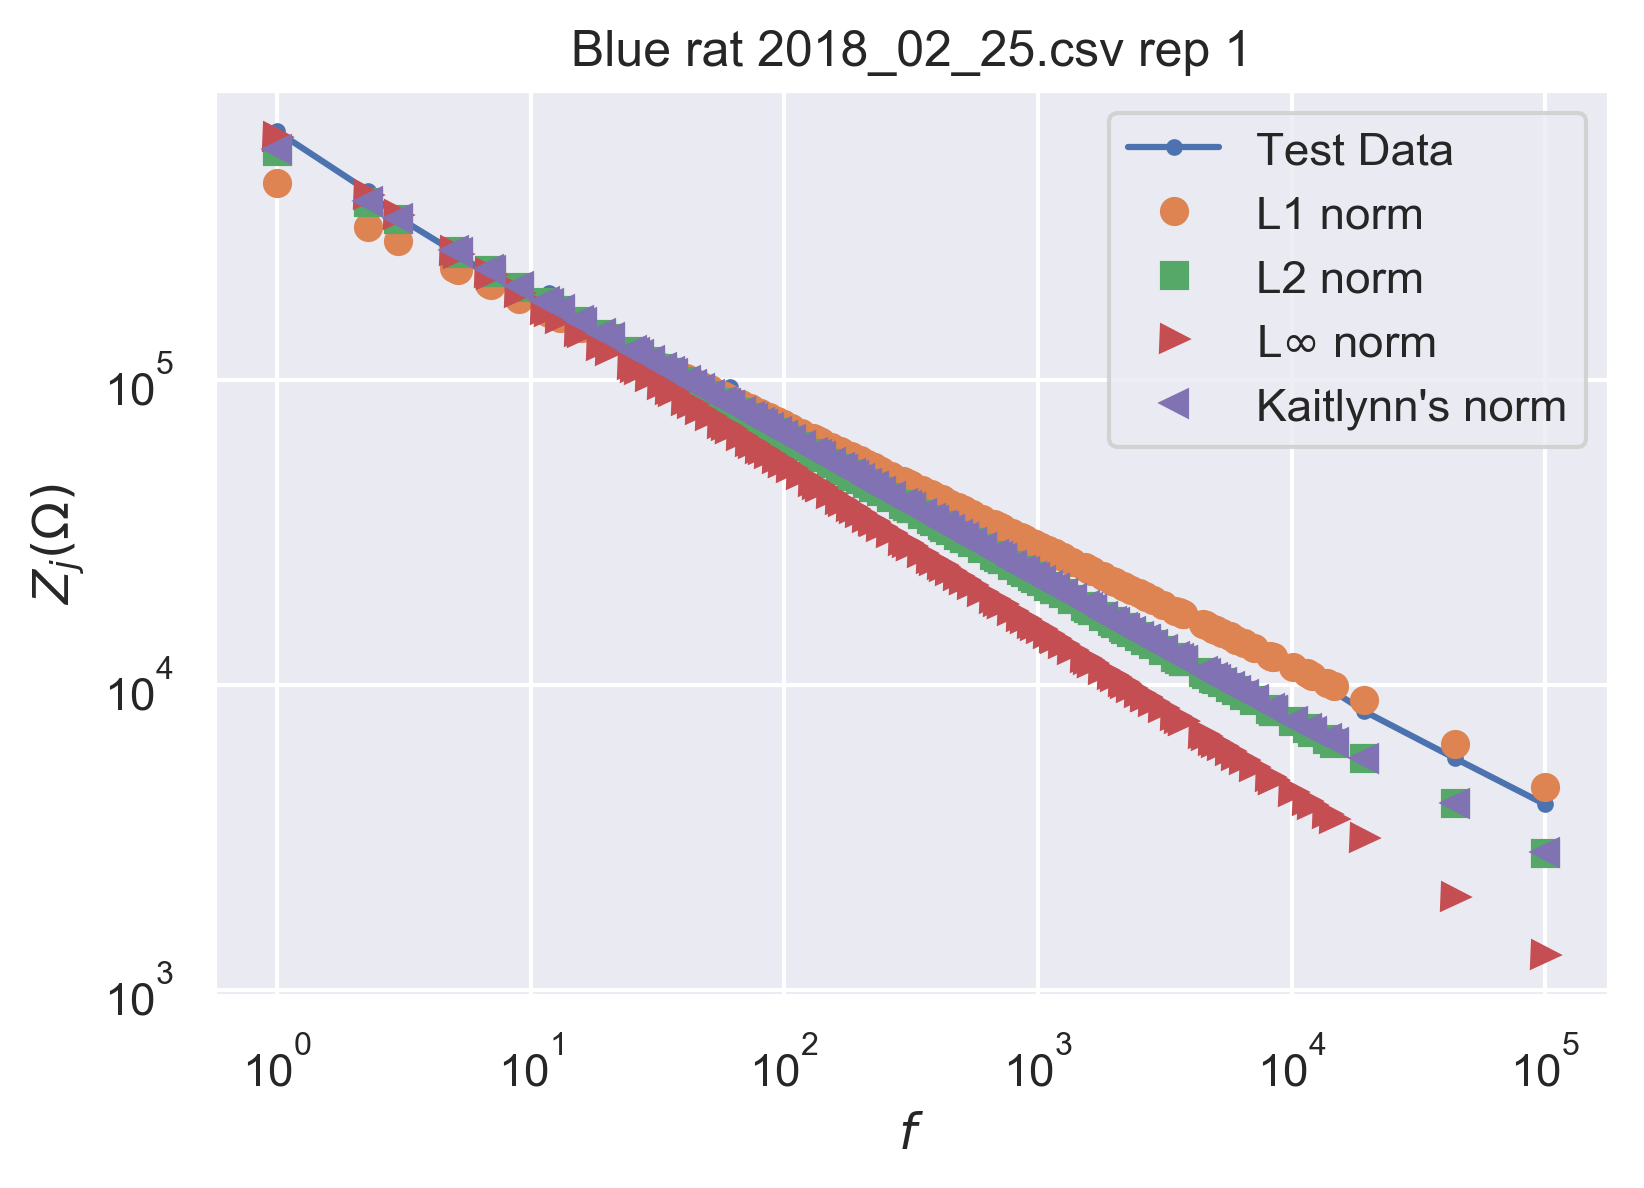 Blue rat 2018_02_25.csv rep 1
Test Data
L1 norm
L2 norm
L∞ norm
Kaitlynn's norm
Z_j(Ω)
10^5
10^4
10^3
10^0 10^1 10^2 10^3 10^4 10^5
f